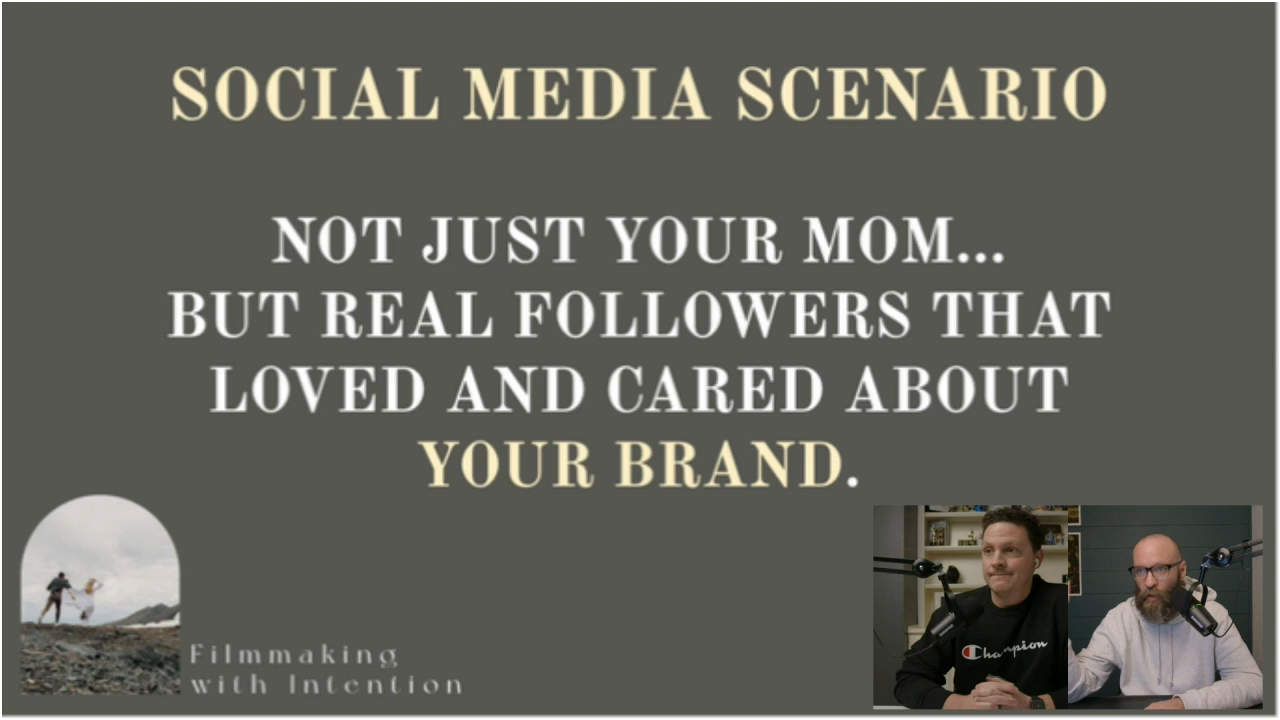 SOCIAL MEDIA SCENARIO
NOT JUST YOUR MOM...
BUT REAL FOLLOWERS THAT
LOVED AND CARED ABOUT
YOUR BRAND.
Filmmaking
with Intention
Champion